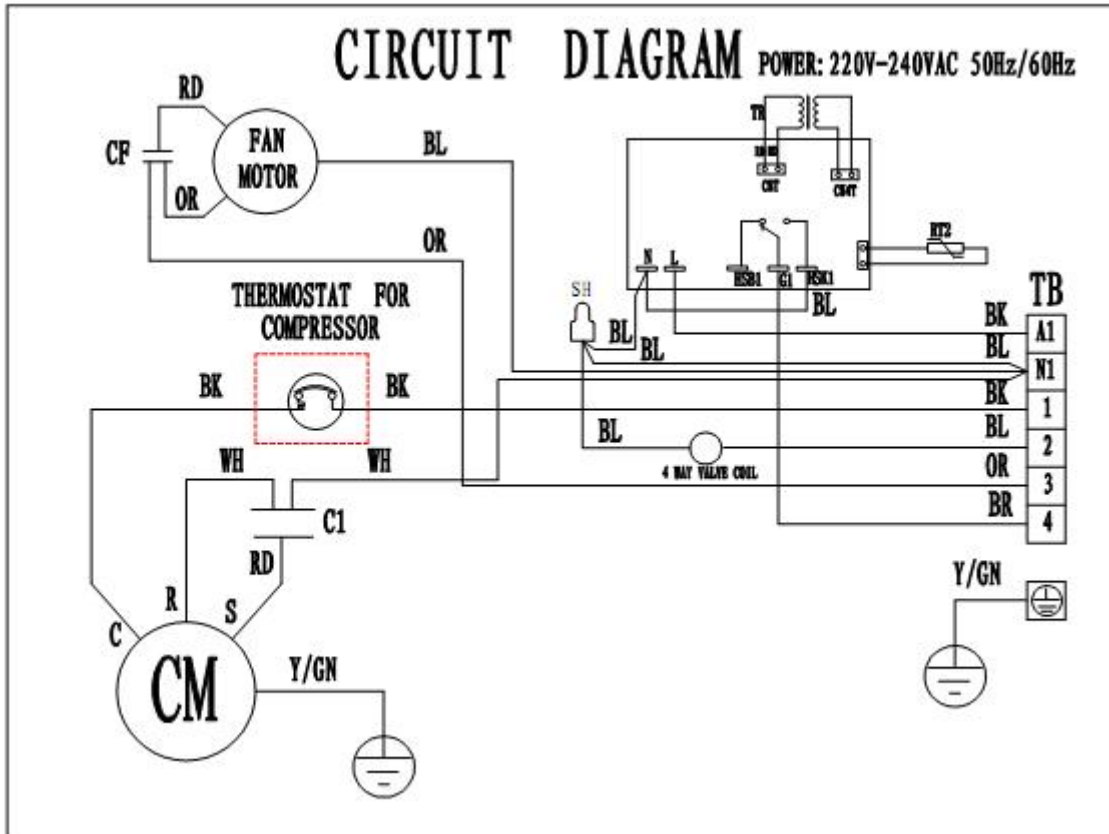 CIRCUIT DIAGRAM
POWER: 220V-240VAC 50Hz/60Hz
RD
CF
FAN
MOTOR
OR
BL
OR
TR
CN7
N
L
G1
RT2
SH
BL
BL
BL
TB
BK
A1
BL
N1
BK
1
BL
2
OR
3
BR
4
THERMOSTAT FOR
COMPRESSOR
BK
BK
BL
4 WAY VALVE COIL
WH
WH
C1
RD
R
S
C
CM
Y/GN
Y/GN